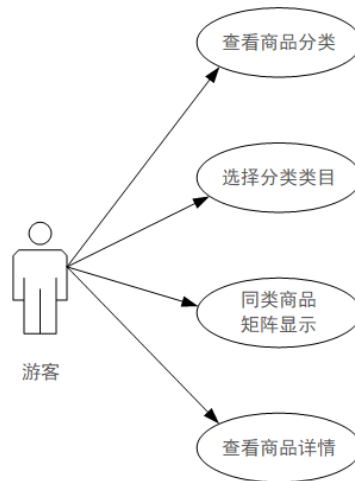 查看商品分类
选择分类类目
同类商品
矩阵显示
游客
查看商品详情